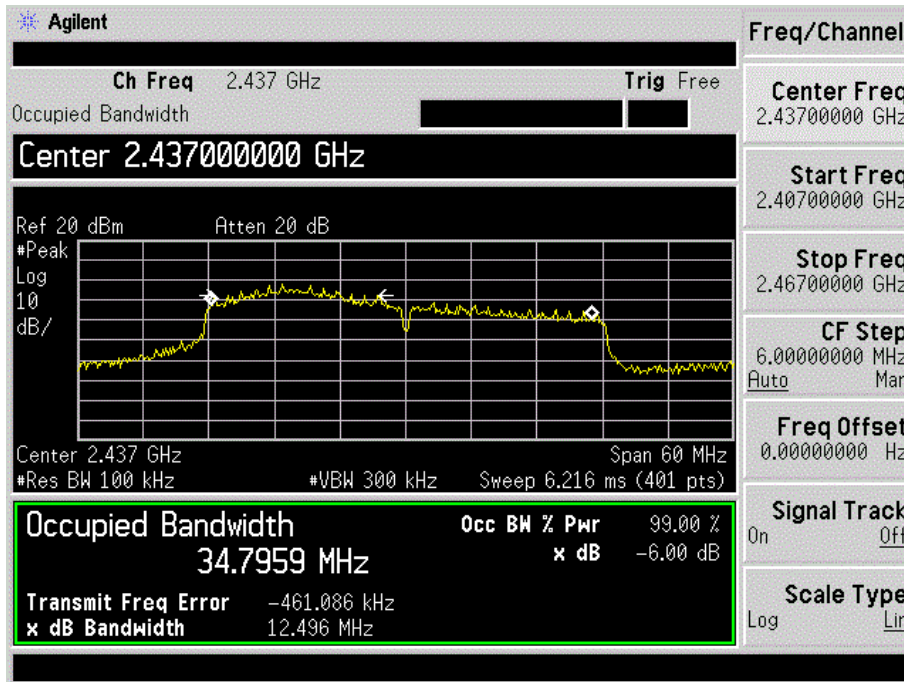 Agilent
Freq/Channel
Ch Freq 2.437 GHz Trig Free
Occupied Bandwidth
Center 2.437000000 GHz
Ref 20 dBm Atten 20 dB
#Peak
Log
10
dB/
Center 2.437 GHz Span 60 MHz
#Res BW 100 kHz #VBW 300 kHz Sweep 6.216 ms (401 pts)
Occupied Bandwidth
34.7959 MHz
Occ BW % Pwr 99.00 %
x dB -6.00 dB
Transmit Freq Error -461.086 kHz
x dB Bandwidth 12.496 MHz
Center Freq
2.43700000 GHz
Start Freq
2.40700000 GHz
Stop Freq
2.46700000 GHz
CF Step
6.00000000 MHz
Auto Man
Freq Offset
0.00000000 Hz
Signal Track
On Off
Scale Type
Log Lin